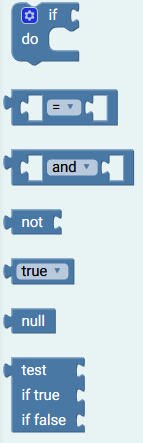 if
do
=
and
not
true
null
test
if true
if false